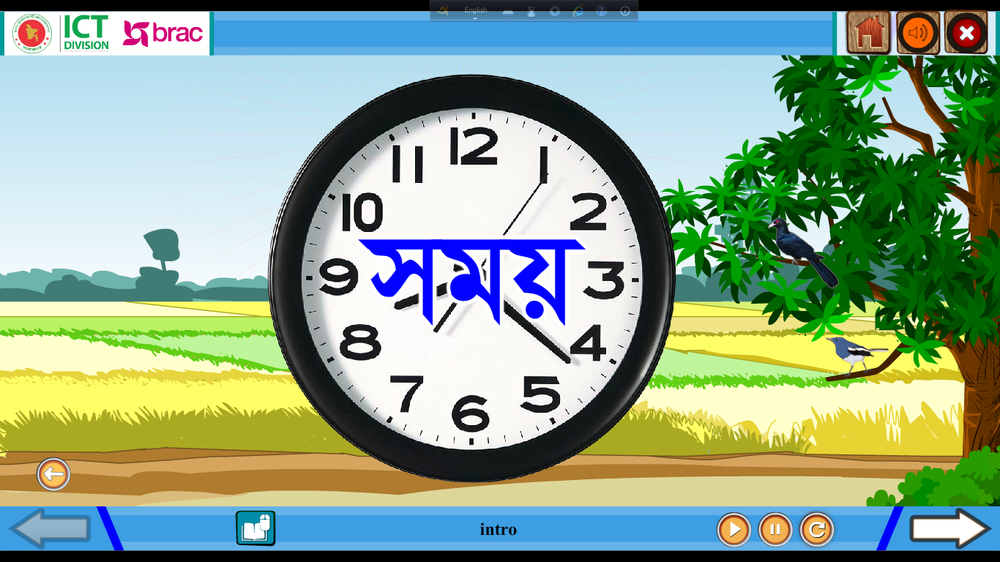 English
ICT
DIVISION
brac
12
11
1
10
2
9
3
সময়
8
4
7
5
6
intro